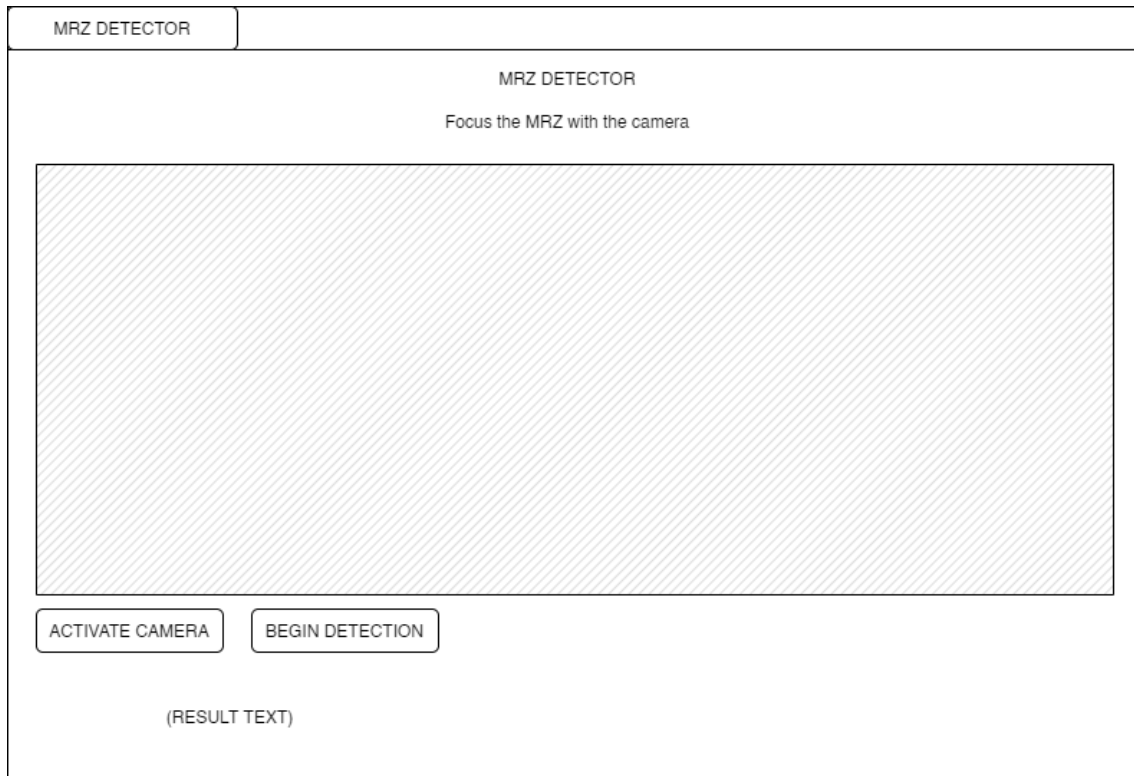 MRZ DETECTOR
MRZ DETECTOR
Focus the MRZ with the camera
ACTIVATE CAMERA
BEGIN DETECTION
(RESULT TEXT)